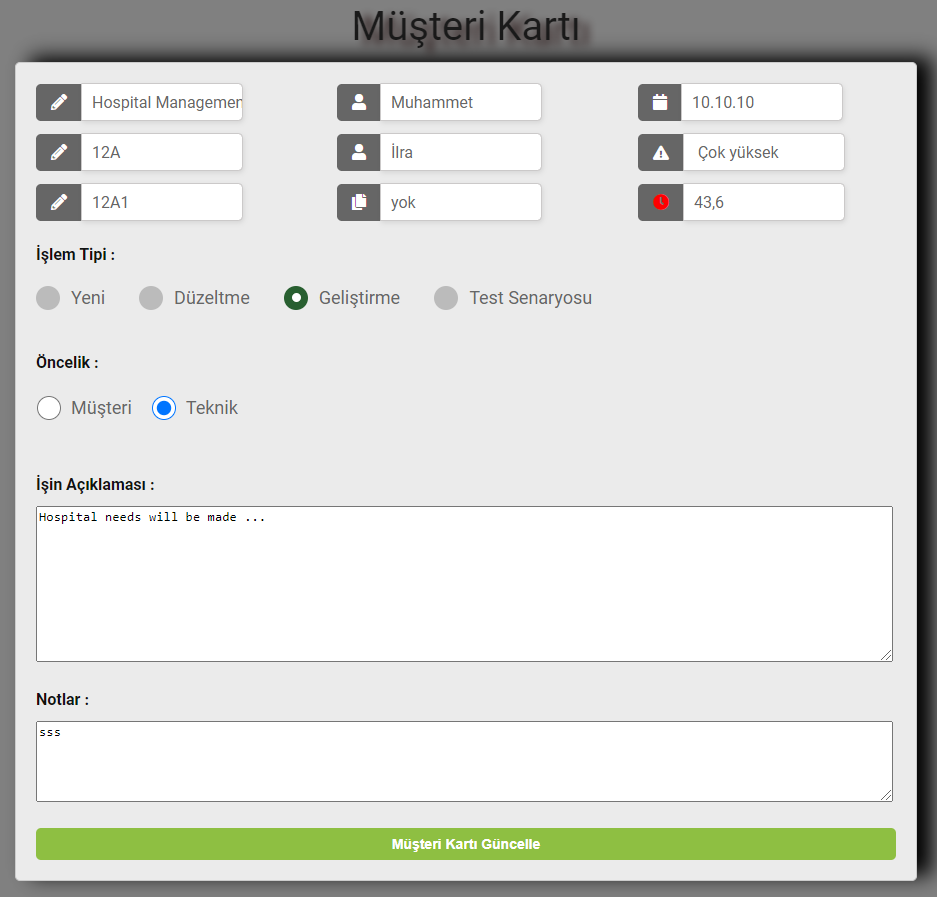 Müşteri Kartı
Hospital Managemen
Muhammet
10.10.10
12A
İlra
Çok yüksek
12A1
yok
43,6
İşlem Tipi :
Yeni Düzeltme Geliştirme Test Senaryosu
Öncelik :
Müşteri Teknik
İşin Açıklaması :
Hospital needs will be made ...
Notlar :
sss
Müşteri Kartı Güncelle